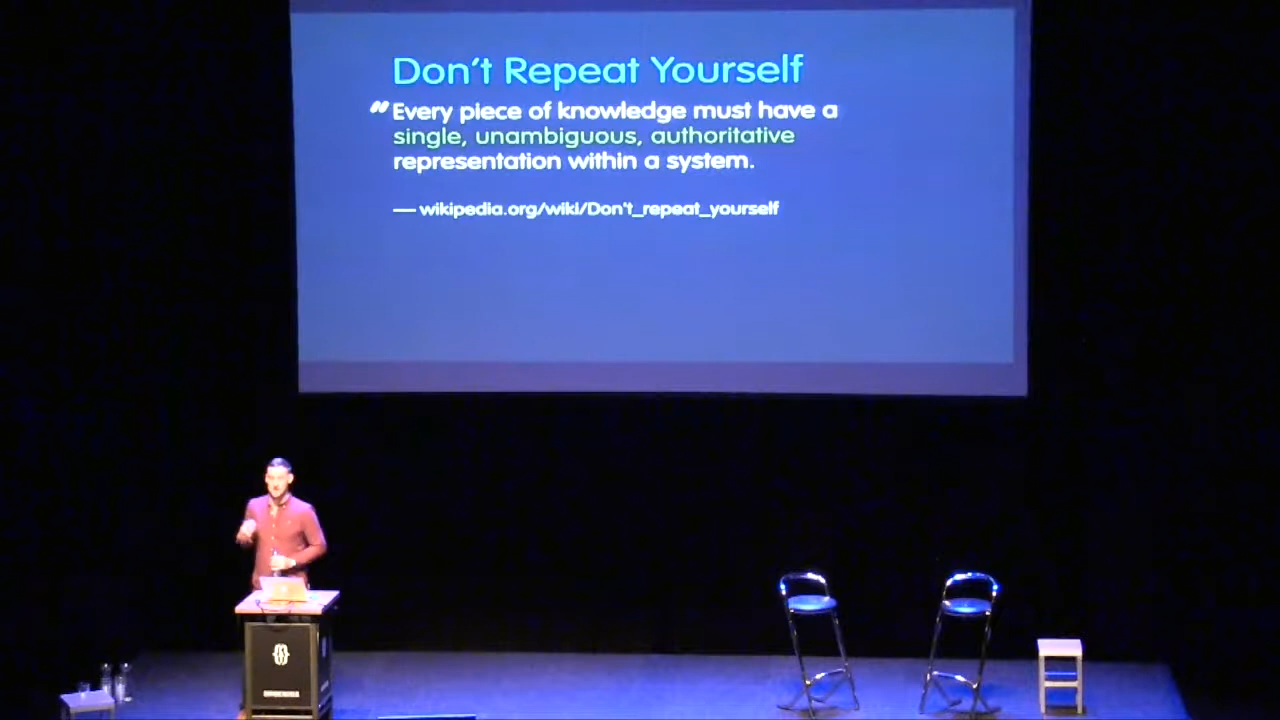 Don't Repeat Yourself
“Every piece of knowledge must have a
single, unambiguous, authoritative
representation within a system.
— wikipedia.org/wiki/Don't_repeat_yourself